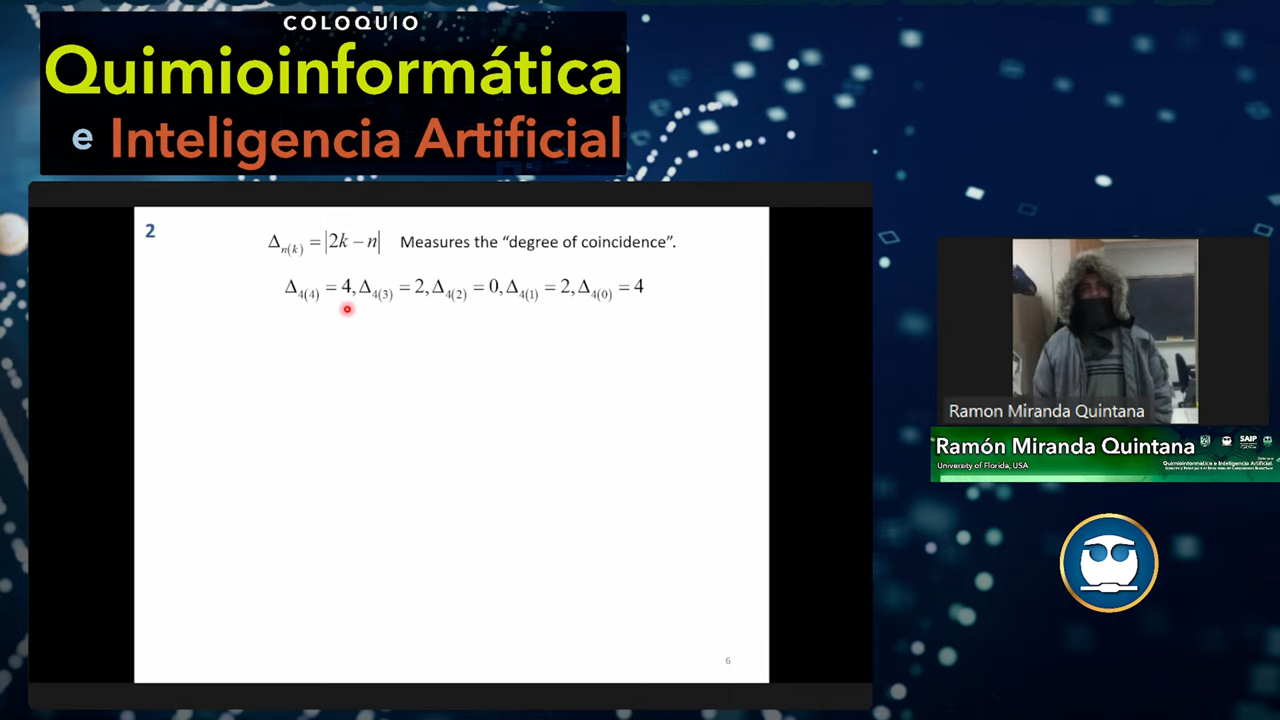 COLOQUIO
Quimioinformática
e Inteligencia Artificial
2
Δn(k) = |2k − n| Measures the “degree of coincidence”.
Δ4(4) = 4, Δ4(3) = 2, Δ4(2) = 0, Δ4(1) = 2, Δ4(0) = 4
6
Ramon Miranda Quintana
Ramón Miranda Quintana
SAIP
University of Florida, USA
Quimioinformática e Inteligencia Artificial